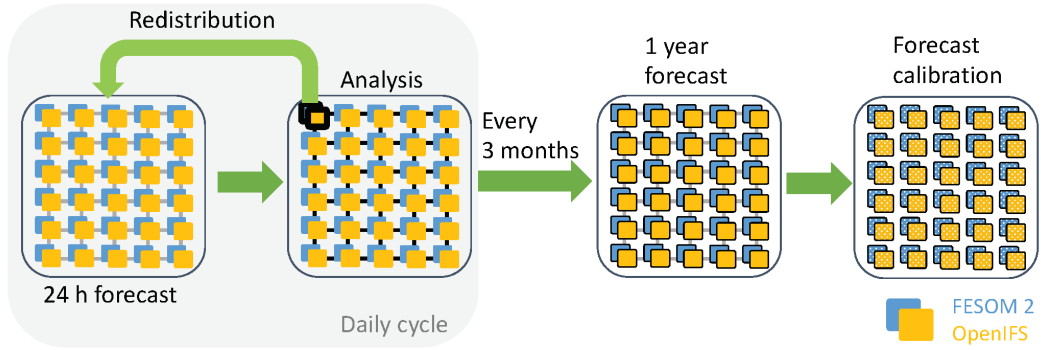 Redistribution
Analysis
24 h forecast
Daily cycle
Every
3 months
1 year
forecast
Forecast
calibration
FESOM 2
OpenIFS